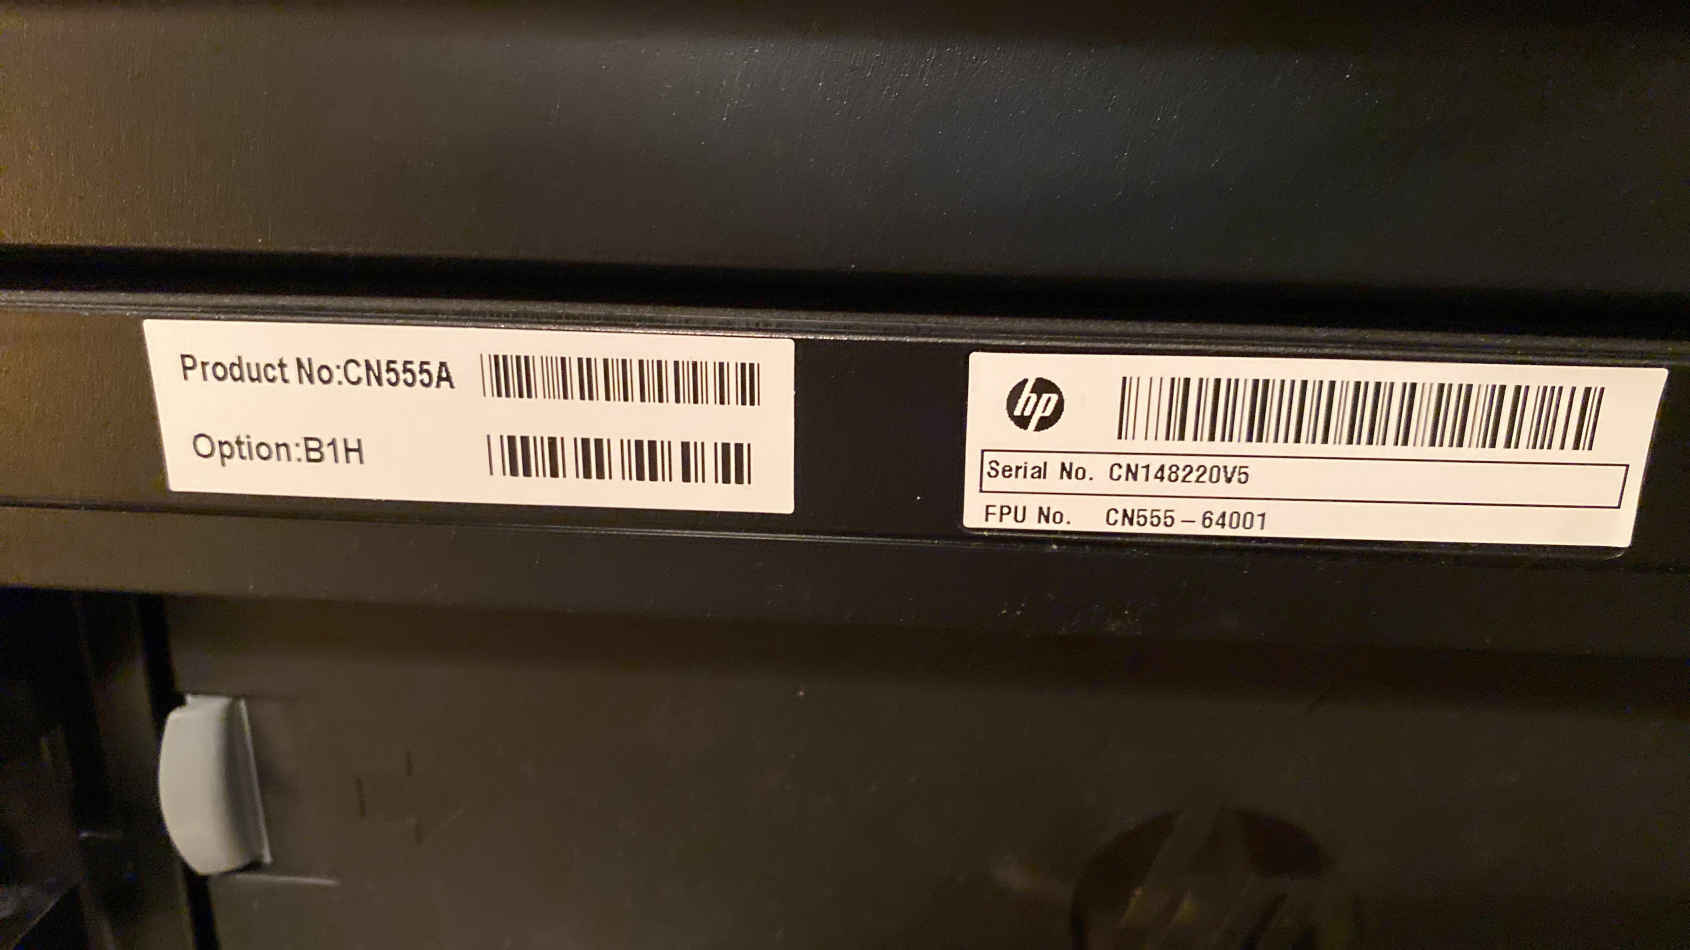 Product No:CN555A
Option:B1H
hp
Serial No. CN148220V5
FPU No. CN555-64001